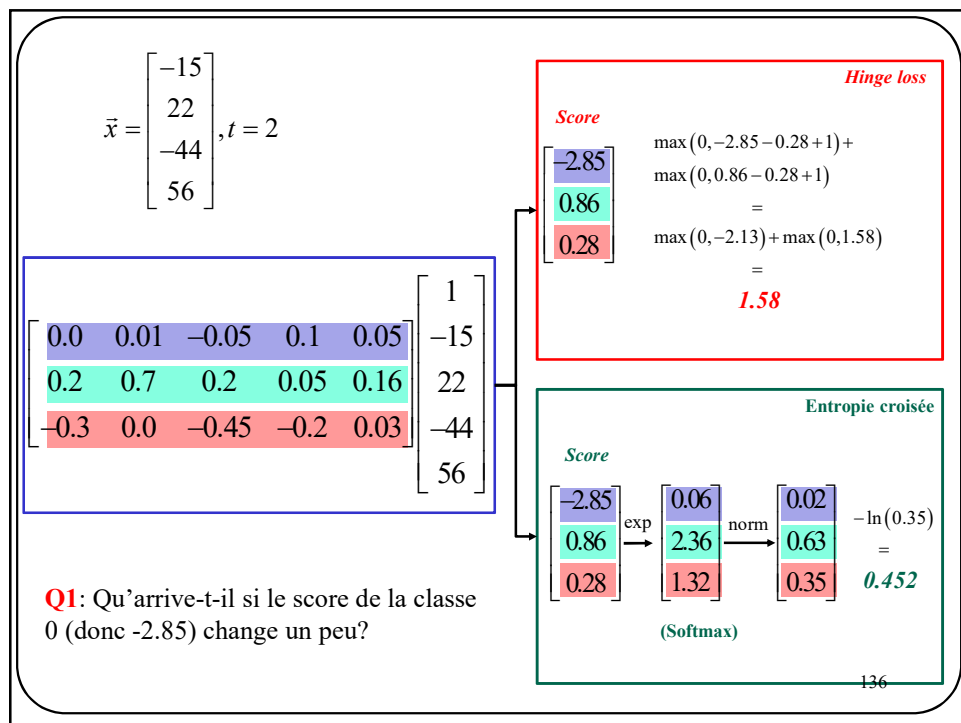 x⃗ = [−15 22 −44 56], t = 2
[0.0 0.01 −0.05 0.1 0.05
0.2 0.7 0.2 0.05 0.16
−0.3 0.0 −0.45 −0.2 0.03]
[1
−15
22
−44
56]
Q1: Qu’arrive-t-il si le score de la classe
0 (donc -2.85) change un peu?
Hinge loss
Score
[−2.85
0.86
0.28]
max(0,−2.85−0.28+1)+
max(0,0.86−0.28+1)
=
max(0,−2.13)+max(0,1.58)
=
1.58
Entropie croisée
Score
[−2.85 0.86 0.28]
exp
[0.06 2.36 1.32]
norm
[0.02 0.63 0.35]
−ln(0.35)
=
0.452
(Softmax)
136